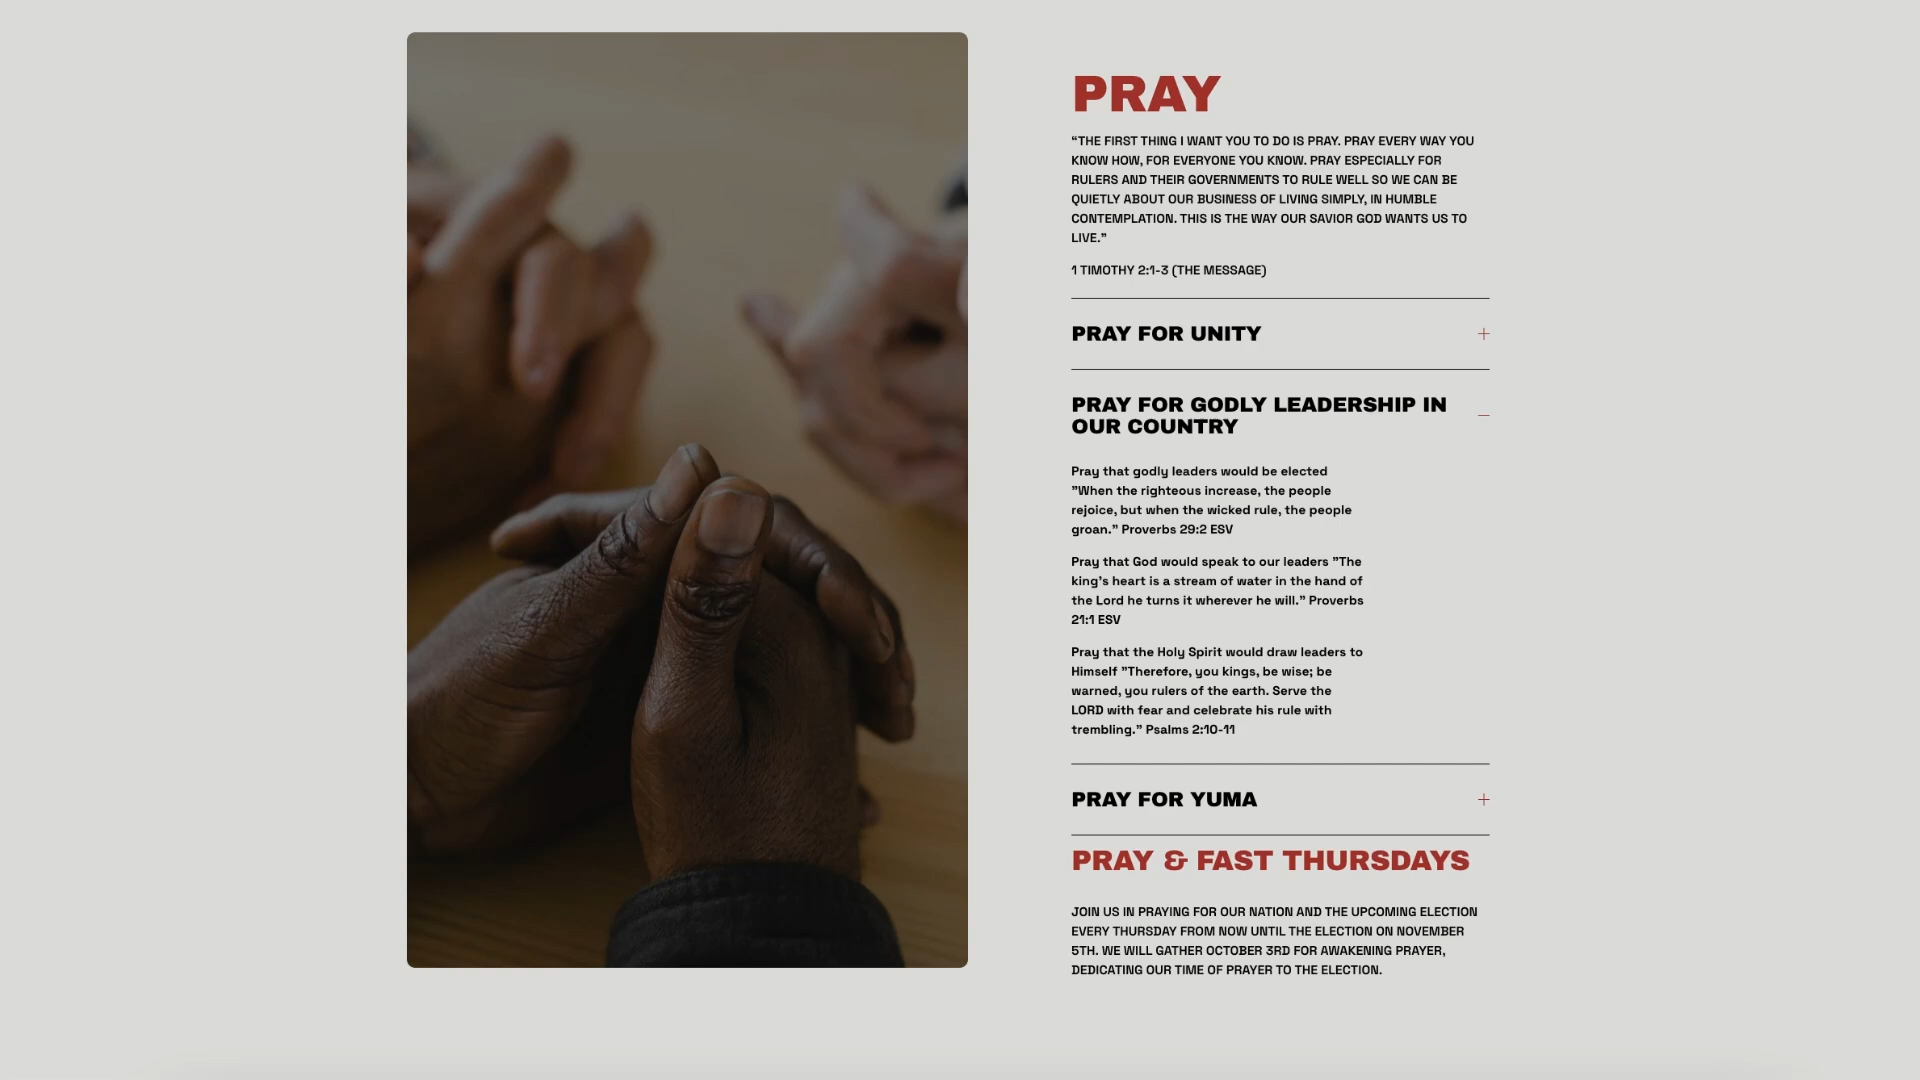 PRAY
“THE FIRST THING I WANT YOU TO DO IS PRAY. PRAY EVERY WAY YOU
KNOW HOW, FOR EVERYONE YOU KNOW. PRAY ESPECIALLY FOR
RULERS AND THEIR GOVERNMENTS TO RULE WELL SO WE CAN BE
QUIETLY ABOUT OUR BUSINESS OF LIVING SIMPLY, IN HUMBLE
CONTEMPLATION. THIS IS THE WAY OUR SAVIOR GOD WANTS US TO
LIVE.”
1 TIMOTHY 2:1-3 (THE MESSAGE)
PRAY FOR UNITY +
PRAY FOR GODLY LEADERSHIP IN
OUR COUNTRY –
Pray that godly leaders would be elected
”When the righteous increase, the people
rejoice, but when the wicked rule, the people
groan.” Proverbs 29:2 ESV
Pray that God would speak to our leaders ”The
king’s heart is a stream of water in the hand of
the Lord he turns it wherever he will.” Proverbs
21:1 ESV
Pray that the Holy Spirit would draw leaders to
Himself ”Therefore, you kings, be wise; be
warned, you rulers of the earth. Serve the
LORD with fear and celebrate his rule with
trembling.” Psalms 2:10-11
PRAY FOR YUMA +
PRAY & FAST THURSDAYS
JOIN US IN PRAYING FOR OUR NATION AND THE UPCOMING ELECTION
EVERY THURSDAY FROM NOW UNTIL THE ELECTION ON NOVEMBER
5TH. WE WILL GATHER OCTOBER 3RD FOR AWAKENING PRAYER,
DEDICATING OUR TIME OF PRAYER TO THE ELECTION.